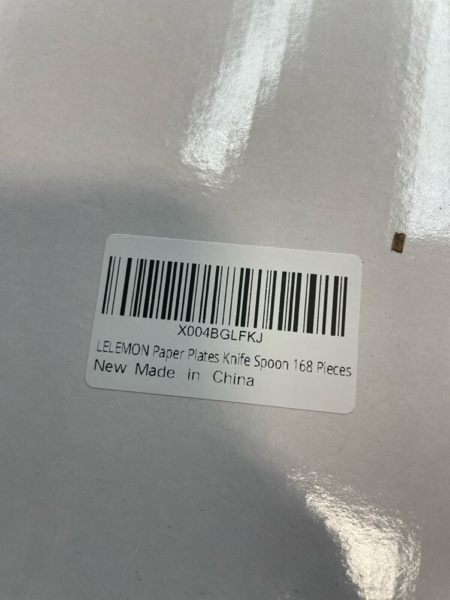 X004BGLFKJ
LELEMON Paper Plates Knife Spoon 168 Pieces
New Made in China